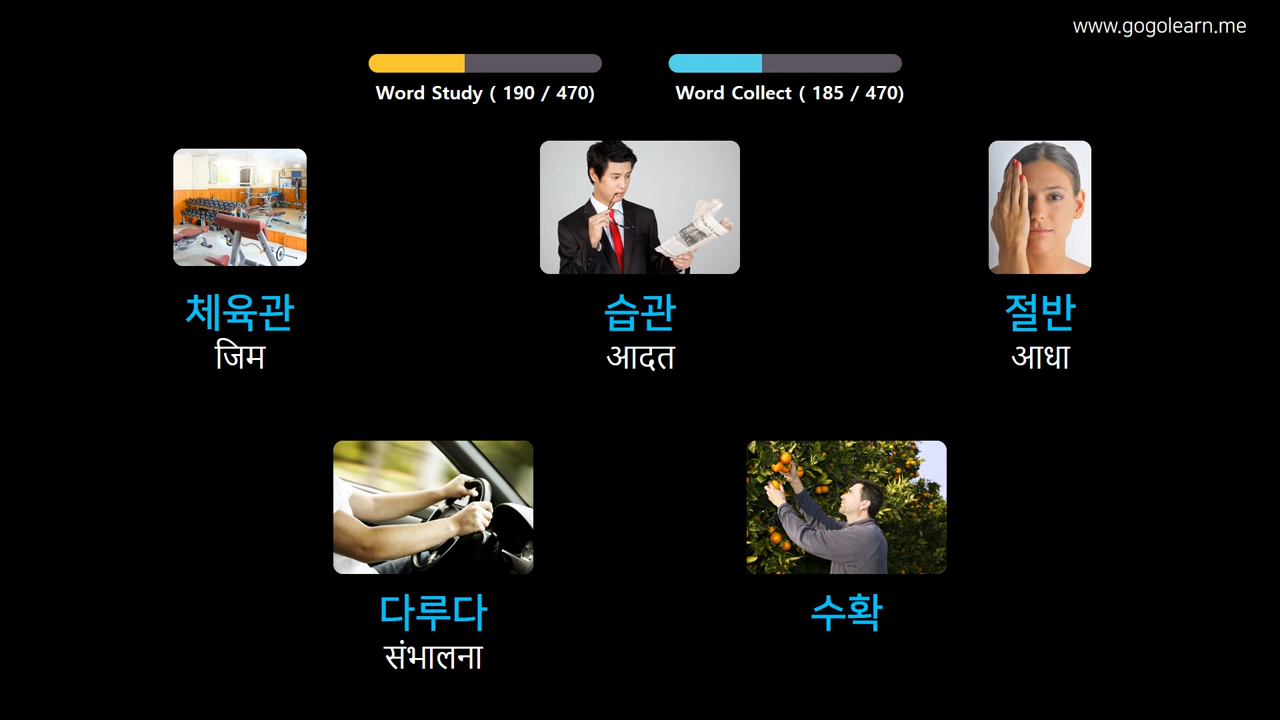 www.gogolearn.me
Word Study ( 190 / 470)
Word Collect ( 185 / 470)
체육관
जिम
습관
आदत
절반
आधा
다루다
संभालना
수확